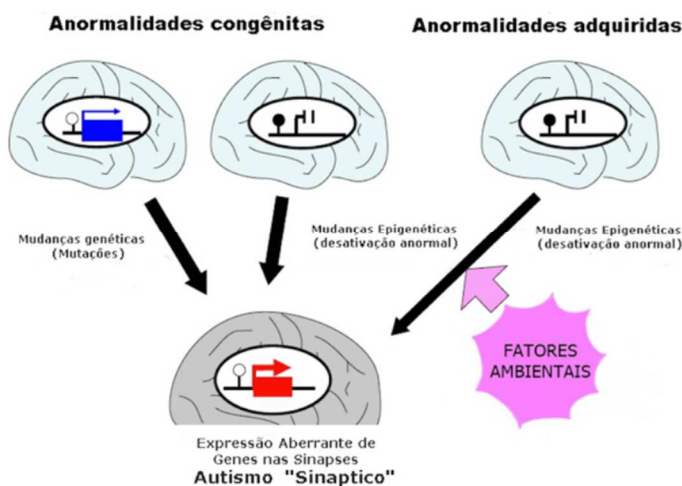 Anormalidades congênitas
Anormalidades adquiridas
Mudanças genéticas
(Mutações)
Mudanças Epigenéticas
(desativação anormal)
Mudanças Epigenéticas
(desativação anormal)
FATORES
AMBIENTAIS
Expressão Aberrante de
Genes nas Sinapses
Autismo "Sinaptico"